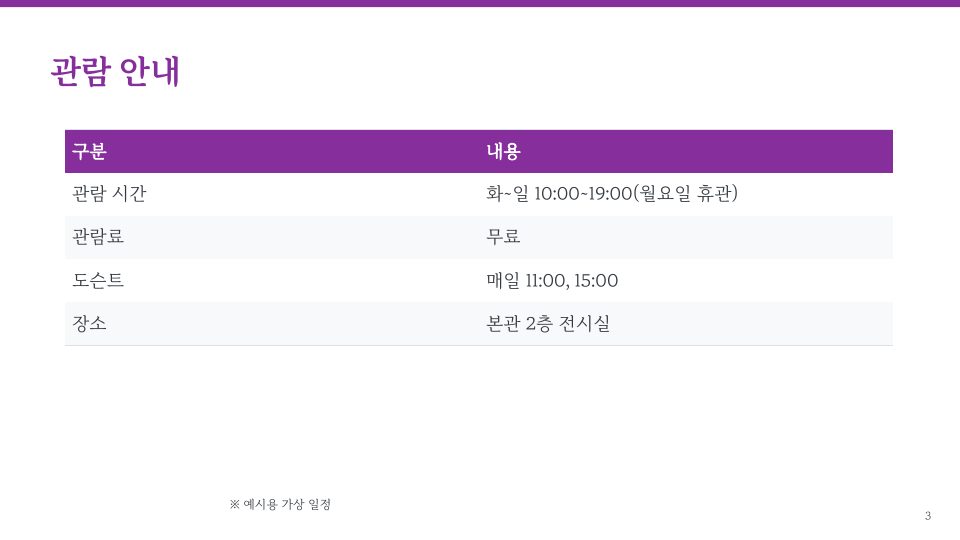 관람 안내
구분 내용
관람 시간 화~일 10:00~19:00(월요일 휴관)
관람료 무료
도슨트 매일 11:00, 15:00
장소 본관 2층 전시실
※ 예시용 가상 일정
3